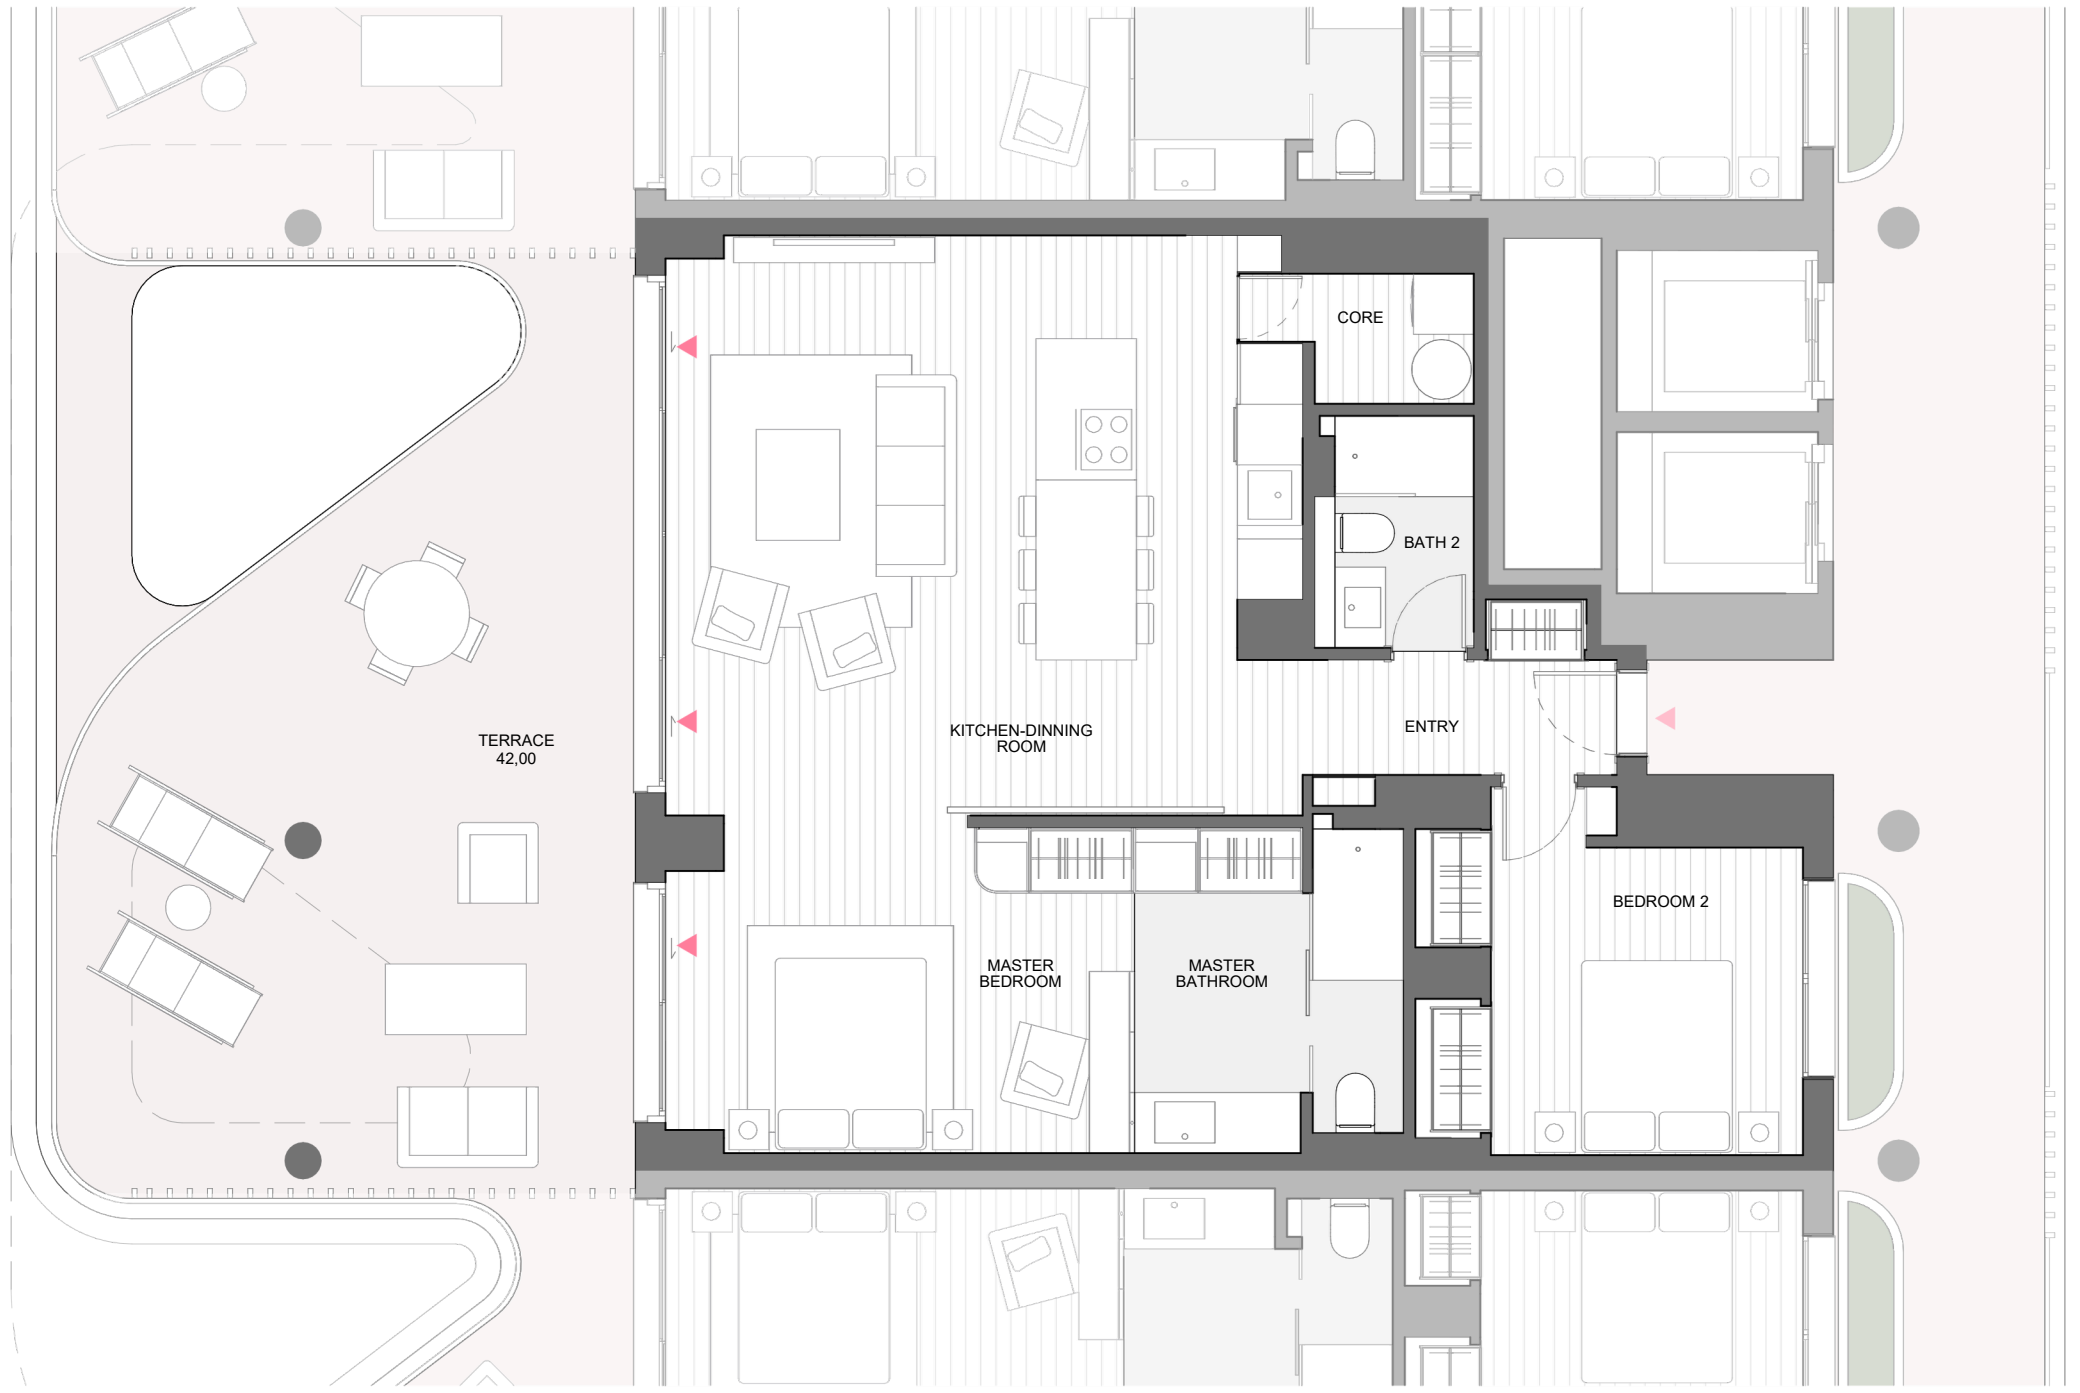 CORE
BATH 2
ENTRY
KITCHEN-DINNING
ROOM
TERRACE
42,00
BEDROOM 2
MASTER
BEDROOM
MASTER
BATHROOM